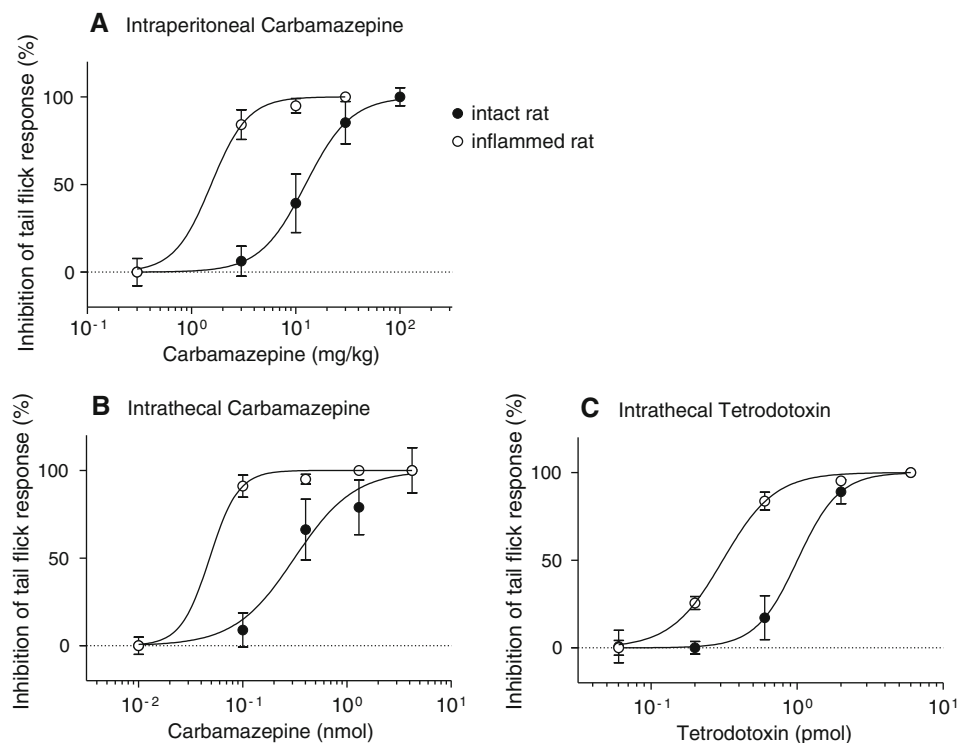 A Intraperitoneal Carbamazepine
Inhibition of tail flick response (%)
100
50
0
10-1 10⁰ 10¹ 10²
Carbamazepine (mg/kg)
intact rat
inflammed rat
B Intrathecal Carbamazepine
Inhibition of tail flick response (%)
100
50
0
10-2 10-1 10⁰ 10¹
Carbamazepine (nmol)
C Intrathecal Tetrodotoxin
Inhibition of tail flick response (%)
100
50
0
10-1 10⁰ 10¹
Tetrodotoxin (pmol)